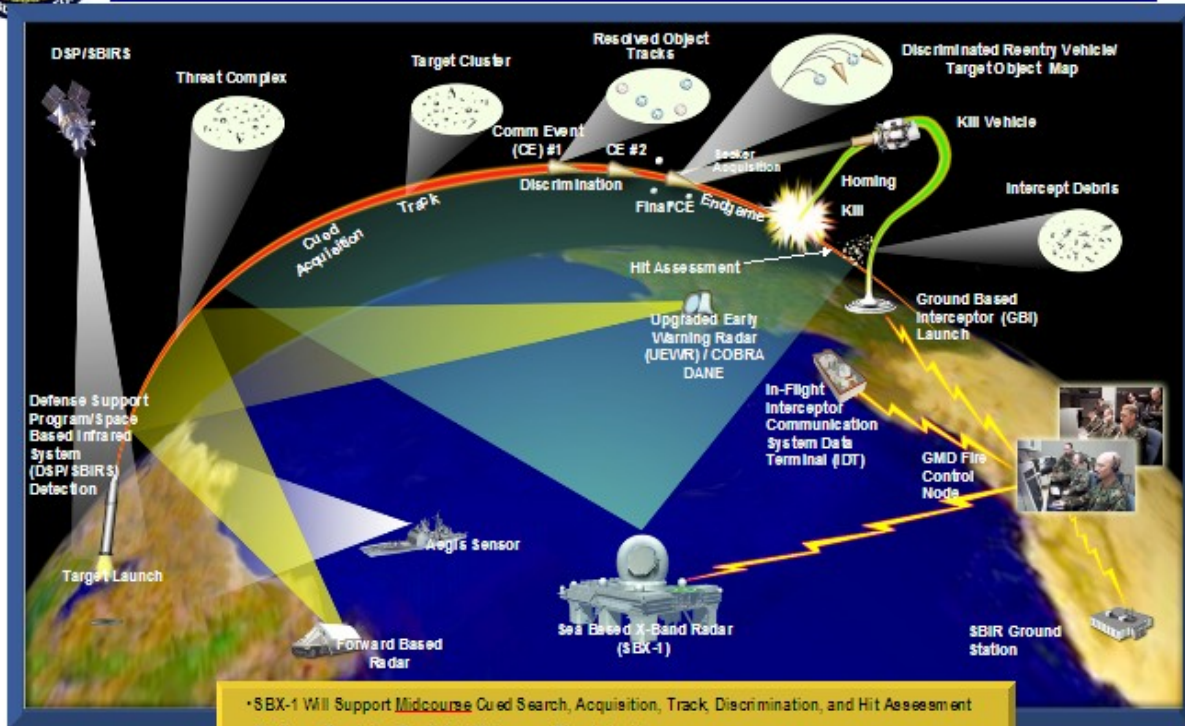 DSP/SBIRS
Threat Complex
Target Cluster
Resolved Object
Tracks
Discriminated Reentry Vehicle/
Target Object Map
Comm Event
(CE) #1
CE #2
Seeker
Acquisition
Kill Vehicle
Discrimination
Final CE
Endgame
Homing
Kill
Intercept Debris
Track
Cued
Acquisition
Hit Assessment
Ground Based
Interceptor (GBI)
Launch
Upgraded Early
Warning Radar
(UEWR) / COBRA
DANE
In-Flight
Interceptor
Communication
System Data
Terminal (IDT)
GMD Fire
Control
Node
Defense Support
Program/Space
Based Infrared
System
(DSP/SBIRS)
Detection
Aegis Sensor
Target Launch
Forward Based
Radar
Sea Based X-Band Radar
(SBX-1)
SBIR Ground
Station
•SBX-1 Will Support Midcourse Cued Search, Acquisition, Track, Discrimination, and Hit Assessment